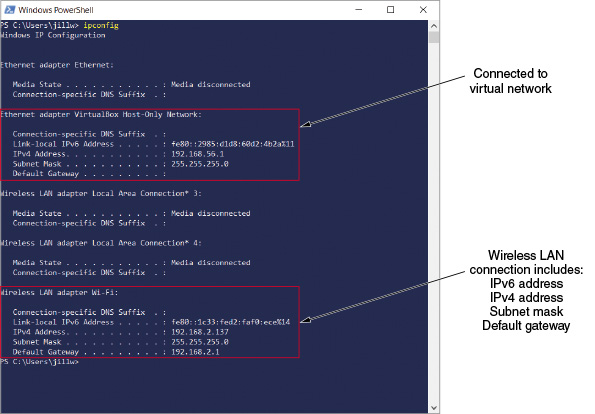 Windows PowerShell
PS C:\Users\jillw> ipconfig
Windows IP Configuration
Ethernet adapter Ethernet:
Media State . . . . . . . . . . . : Media disconnected
Connection-specific DNS Suffix  . :
Ethernet adapter VirtualBox Host-Only Network:
Connection-specific DNS Suffix  . :
Link-local IPv6 Address . . . . . : fe80::2985:d1d8:60d2:4b2a%11
IPv4 Address. . . . . . . . . . . : 192.168.56.1
Subnet Mask . . . . . . . . . . . : 255.255.255.0
Default Gateway . . . . . . . . . :
Wireless LAN adapter Local Area Connection* 3:
Media State . . . . . . . . . . . : Media disconnected
Connection-specific DNS Suffix  . :
Wireless LAN adapter Local Area Connection* 4:
Media State . . . . . . . . . . . : Media disconnected
Connection-specific DNS Suffix  . :
Wireless LAN adapter Wi-Fi:
Connection-specific DNS Suffix  . :
Link-local IPv6 Address . . . . . : fe80::1c33:fed2:faf0:ece%14
IPv4 Address. . . . . . . . . . . : 192.168.2.137
Subnet Mask . . . . . . . . . . . : 255.255.255.0
Default Gateway . . . . . . . . . : 192.168.2.1
PS C:\Users\jillw>
Connected to
virtual network
Wireless LAN
connection includes:
IPv6 address
IPv4 address
Subnet mask
Default gateway